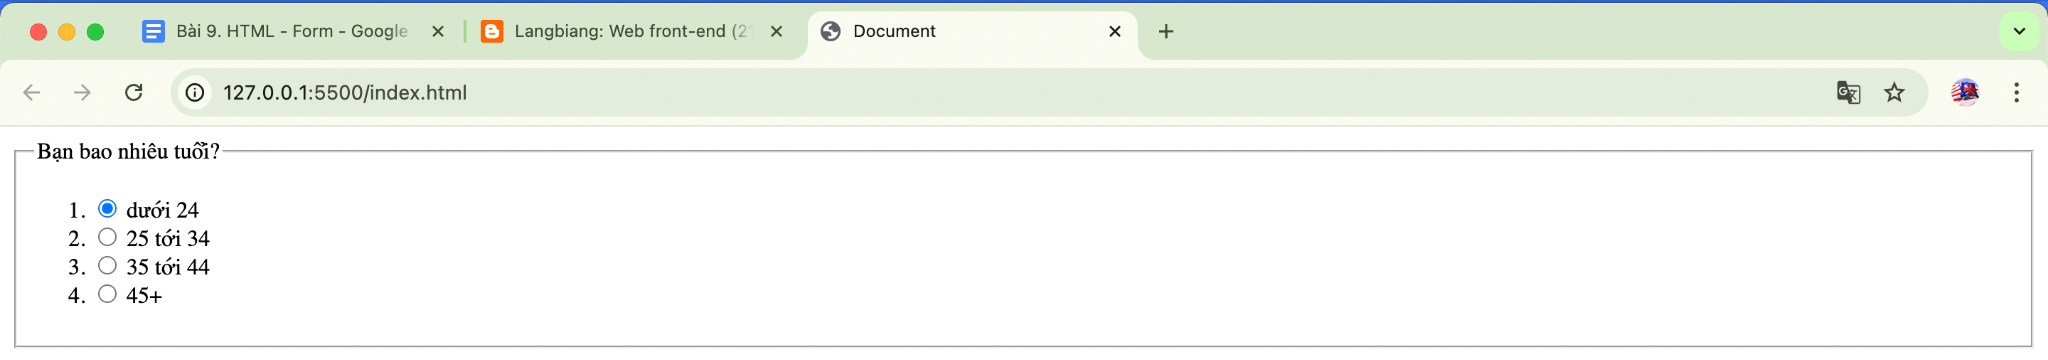 Bài 9. HTML - Form - Google
Langbiang: Web front-end (2
Document
127.0.0.1:5500/index.html
Bạn bao nhiêu tuổi?
1. dưới 24
2. 25 tới 34
3. 35 tới 44
4. 45+